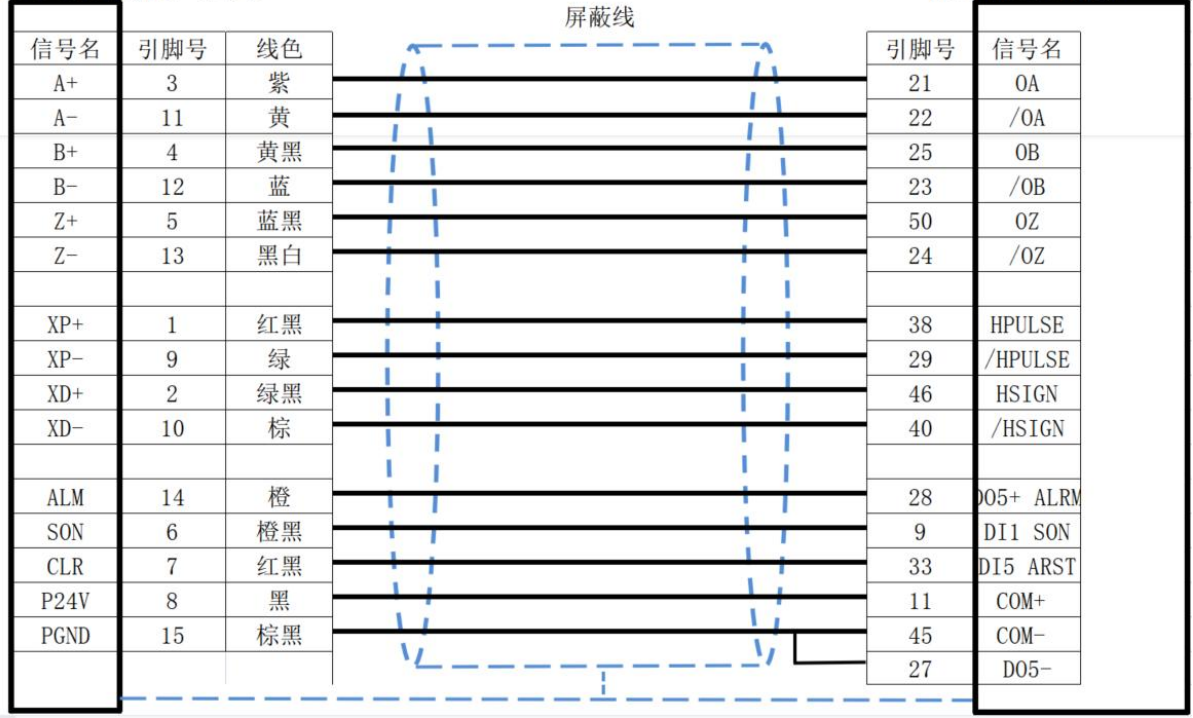 屏蔽线
信号名 引脚号 线色 引脚号 信号名
A+ 3 紫 21 OA
A- 11 黄 22 /OA
B+ 4 黄黑 25 OB
B- 12 蓝 23 /OB
Z+ 5 蓝黑 50 OZ
Z- 13 黑白 24 /OZ
XP+ 1 红黑 38 HPULSE
XP- 9 绿 29 /HPULSE
XD+ 2 绿黑 46 HSIGN
XD- 10 棕 40 /HSIGN
ALM 14 橙 28 DO5+ ALRM
SON 6 橙黑 9 DI1 SON
CLR 7 红黑 33 DI5 ARST
P24V 8 黑 11 COM+
PGND 15 棕黑 45 COM-
27 DO5-